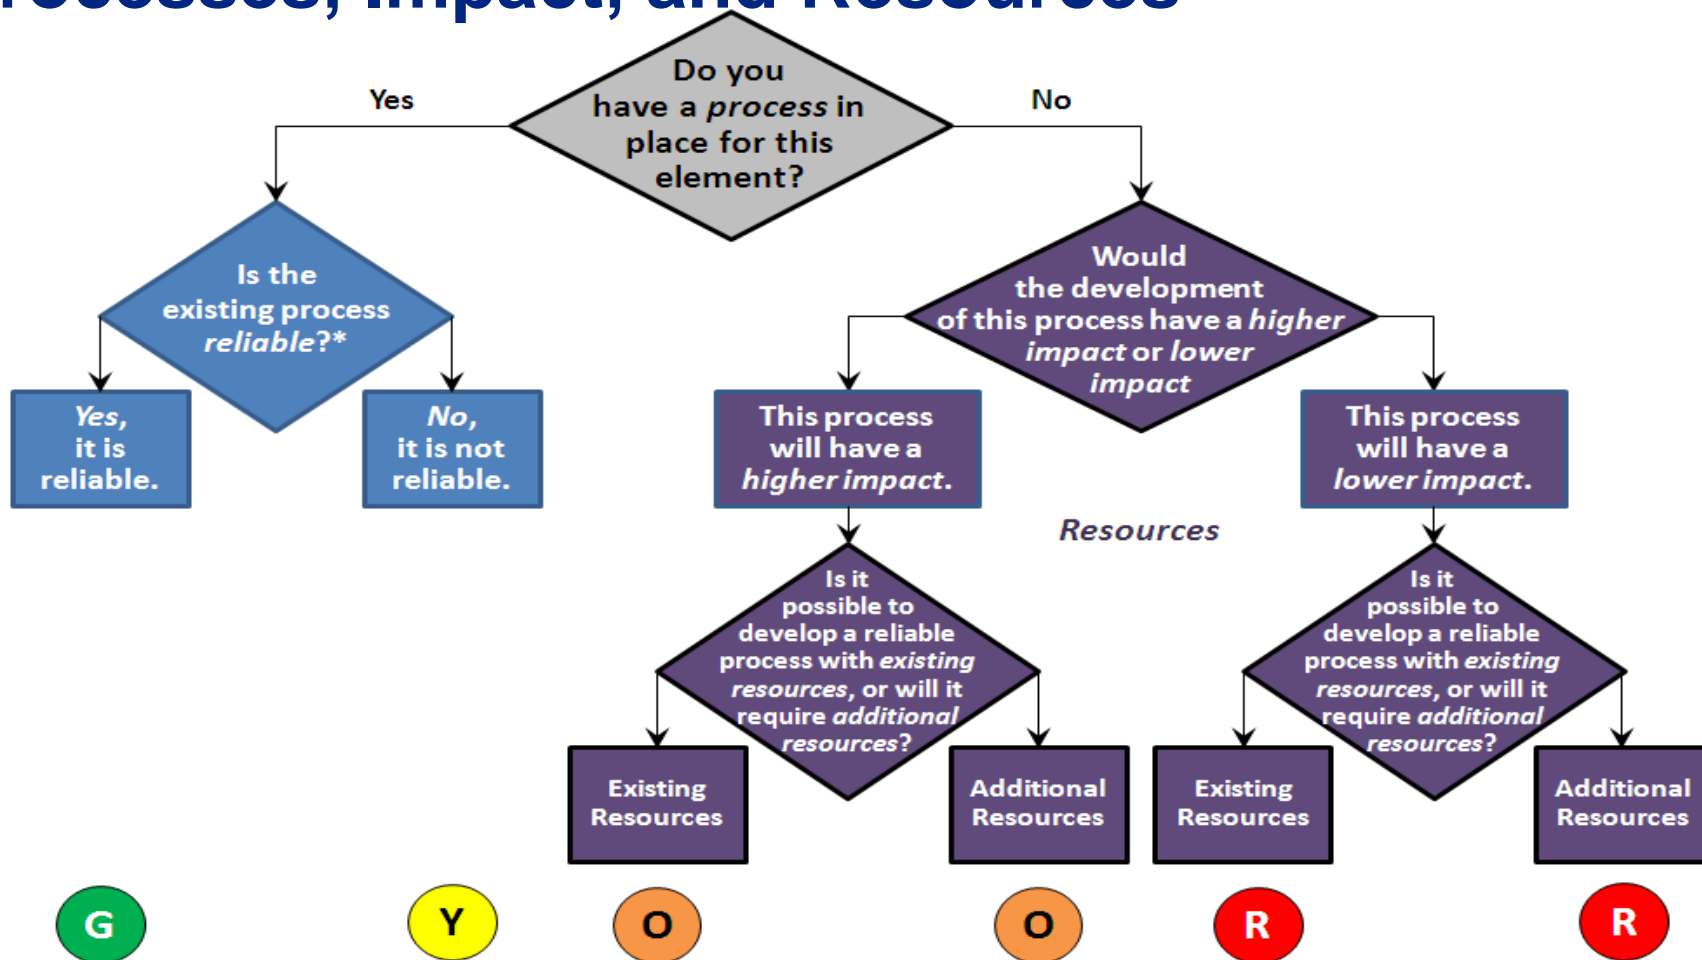 Processes, Impact, and Resources
Do you
have a process in
place for this
element?
Yes
No
Is the
existing process
reliable?*
Would
the development
of this process have a higher
impact or lower
impact
Yes,
it is
reliable.
No,
it is not
reliable.
This process
will have a
higher impact.
This process
will have a
lower impact.
Resources
Is it
possible to
develop a reliable
process with existing
resources, or will it
require additional
resources?
Is it
possible to
develop a reliable
process with existing
resources, or will it
require additional
resources?
Existing
Resources
Additional
Resources
Existing
Resources
Additional
Resources
G
Y
O
O
R
R